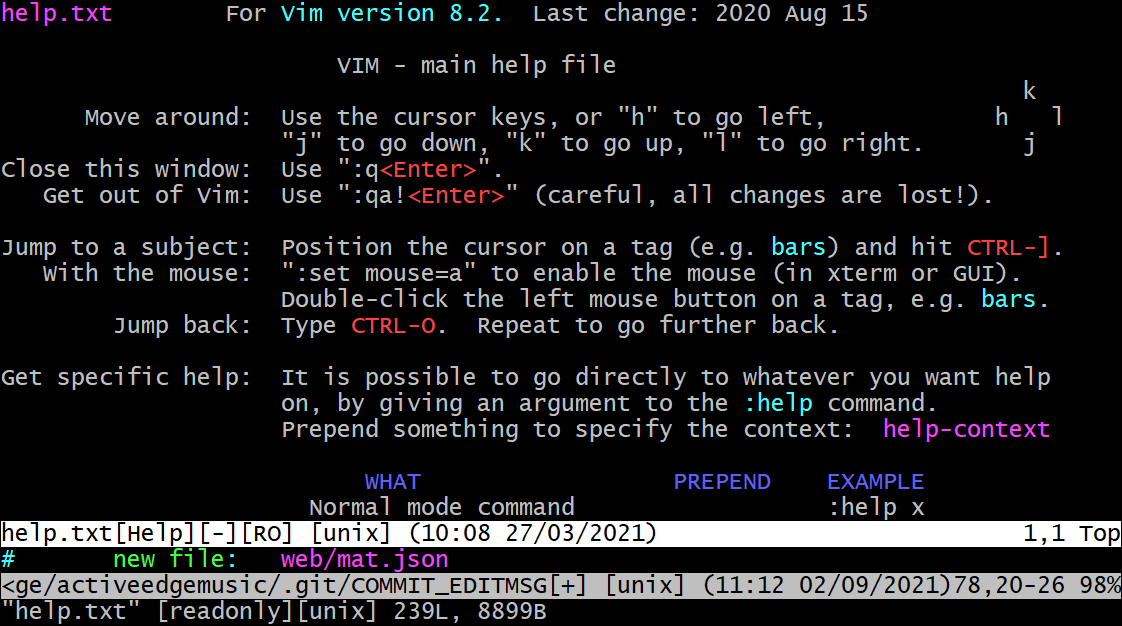 help.txt        For Vim version 8.2.  Last change: 2020 Aug 15
VIM - main help file
k
Move around:  Use the cursor keys, or "h" to go left,            h   l
"j" to go down, "k" to go up, "l" to go right.       j
Close this window:  Use ":q<Enter>".
Get out of Vim:  Use ":qa!<Enter>" (careful, all changes are lost!).
Jump to a subject:  Position the cursor on a tag (e.g. bars) and hit CTRL-].
With the mouse:  ":set mouse=a" to enable the mouse (in xterm or GUI).
Double-click the left mouse button on a tag, e.g. bars.
Jump back:  Type CTRL-O.  Repeat to go further back.
Get specific help:  It is possible to go directly to whatever you want help
on, by giving an argument to the :help command.
Prepend something to specify the context:  help-context
WHAT                  PREPEND    EXAMPLE
Normal mode command                  :help x
help.txt[Help][-][RO] [unix] (10:08 27/03/2021)                          1,1 Top
#       new file:   web/mat.json
<ge/activeedgemusic/.git/COMMIT_EDITMSG[+] [unix] (11:12 02/09/2021)78,20-26 98%
"help.txt" [readonly][unix] 239L, 8899B